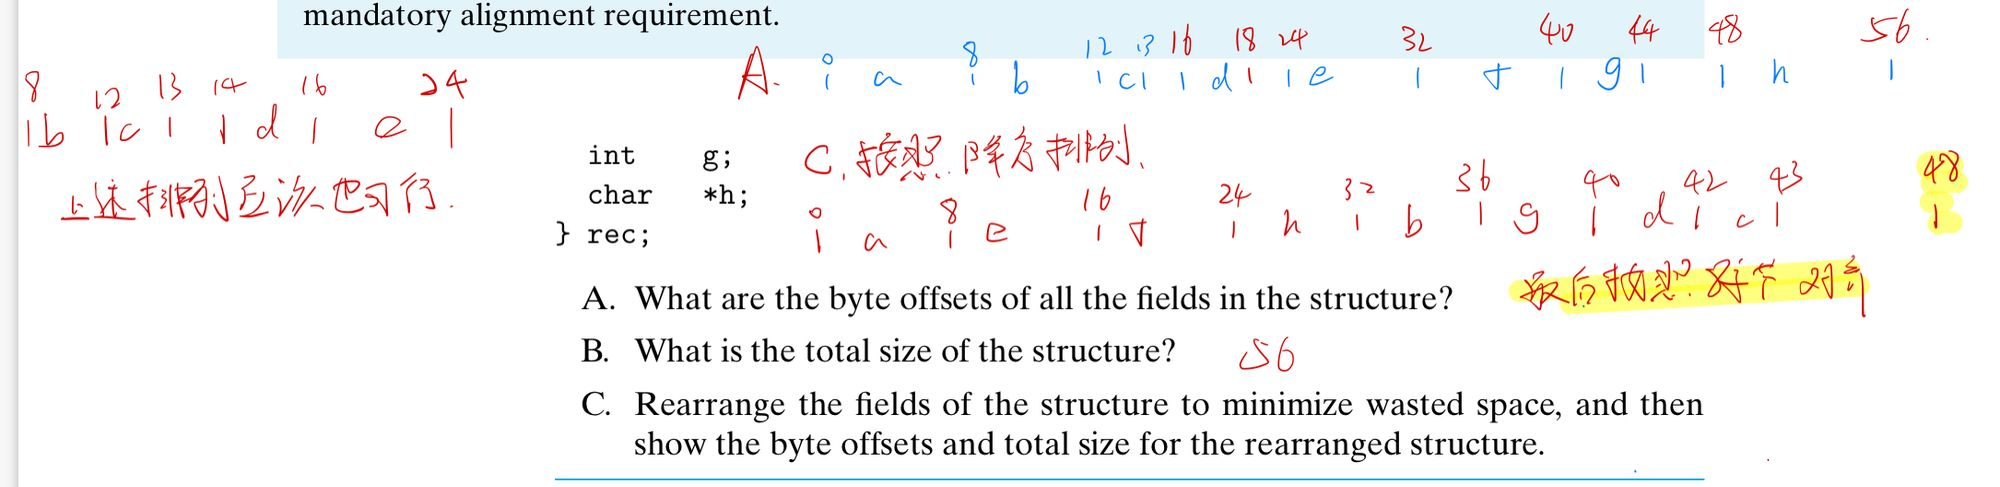 mandatory alignment requirement.
A. 0 a 8 b 12 c 13 16 d 18 24 e 32 f 40 g 44 48 h 56.
8 b 12 c 13 14 d 16 e 24
上述排列应该也可行.
int g;
char *h;
} rec;
C. 按照 降序 排列.
0 a 8 e 16 f 24 h 32 b 36 g 40 d 42 c 43 48
最后按照 8字节 对齐
A. What are the byte offsets of all the fields in the structure?
B. What is the total size of the structure? 56
C. Rearrange the fields of the structure to minimize wasted space, and then
show the byte offsets and total size for the rearranged structure.